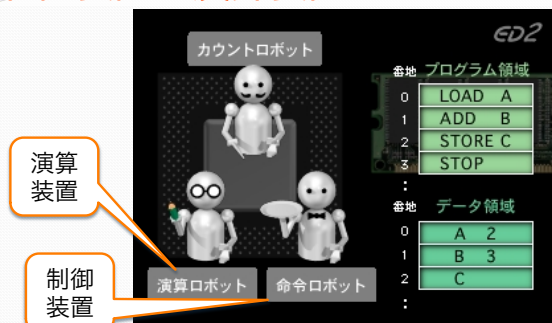 ED2
カウントロボット
番地 プログラム領域
0 LOAD A
1 ADD B
2 STORE C
3 STOP
:
番地 データ領域
0 A 2
1 B 3
2 C
:
演算
装置
制御
装置
演算ロボット
命令ロボット